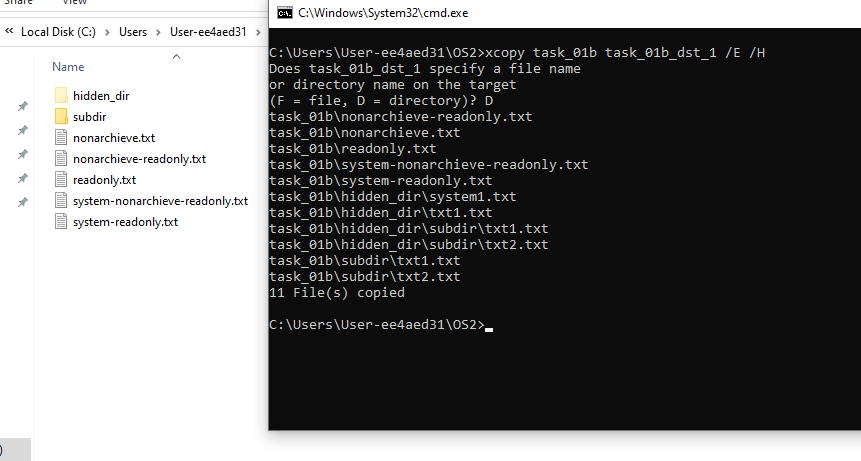 Share
View
« Local Disk (C:) › Users › User-ee4aed31 ›
Name
hidden_dir
subdir
nonarchieve.txt
nonarchieve-readonly.txt
readonly.txt
system-nonarchieve-readonly.txt
system-readonly.txt
)
C:\Windows\System32\cmd.exe
C:\Users\User-ee4aed31\OS2>xcopy task_01b task_01b_dst_1 /E /H
Does task_01b_dst_1 specify a file name
or directory name on the target
(F = file, D = directory)? D
task_01b\nonarchieve-readonly.txt
task_01b\nonarchieve.txt
task_01b\readonly.txt
task_01b\system-nonarchieve-readonly.txt
task_01b\system-readonly.txt
task_01b\hidden_dir\system1.txt
task_01b\hidden_dir\txt1.txt
task_01b\hidden_dir\subdir\txt1.txt
task_01b\hidden_dir\subdir\txt2.txt
task_01b\subdir\txt1.txt
task_01b\subdir\txt2.txt
11 File(s) copied
C:\Users\User-ee4aed31\OS2>